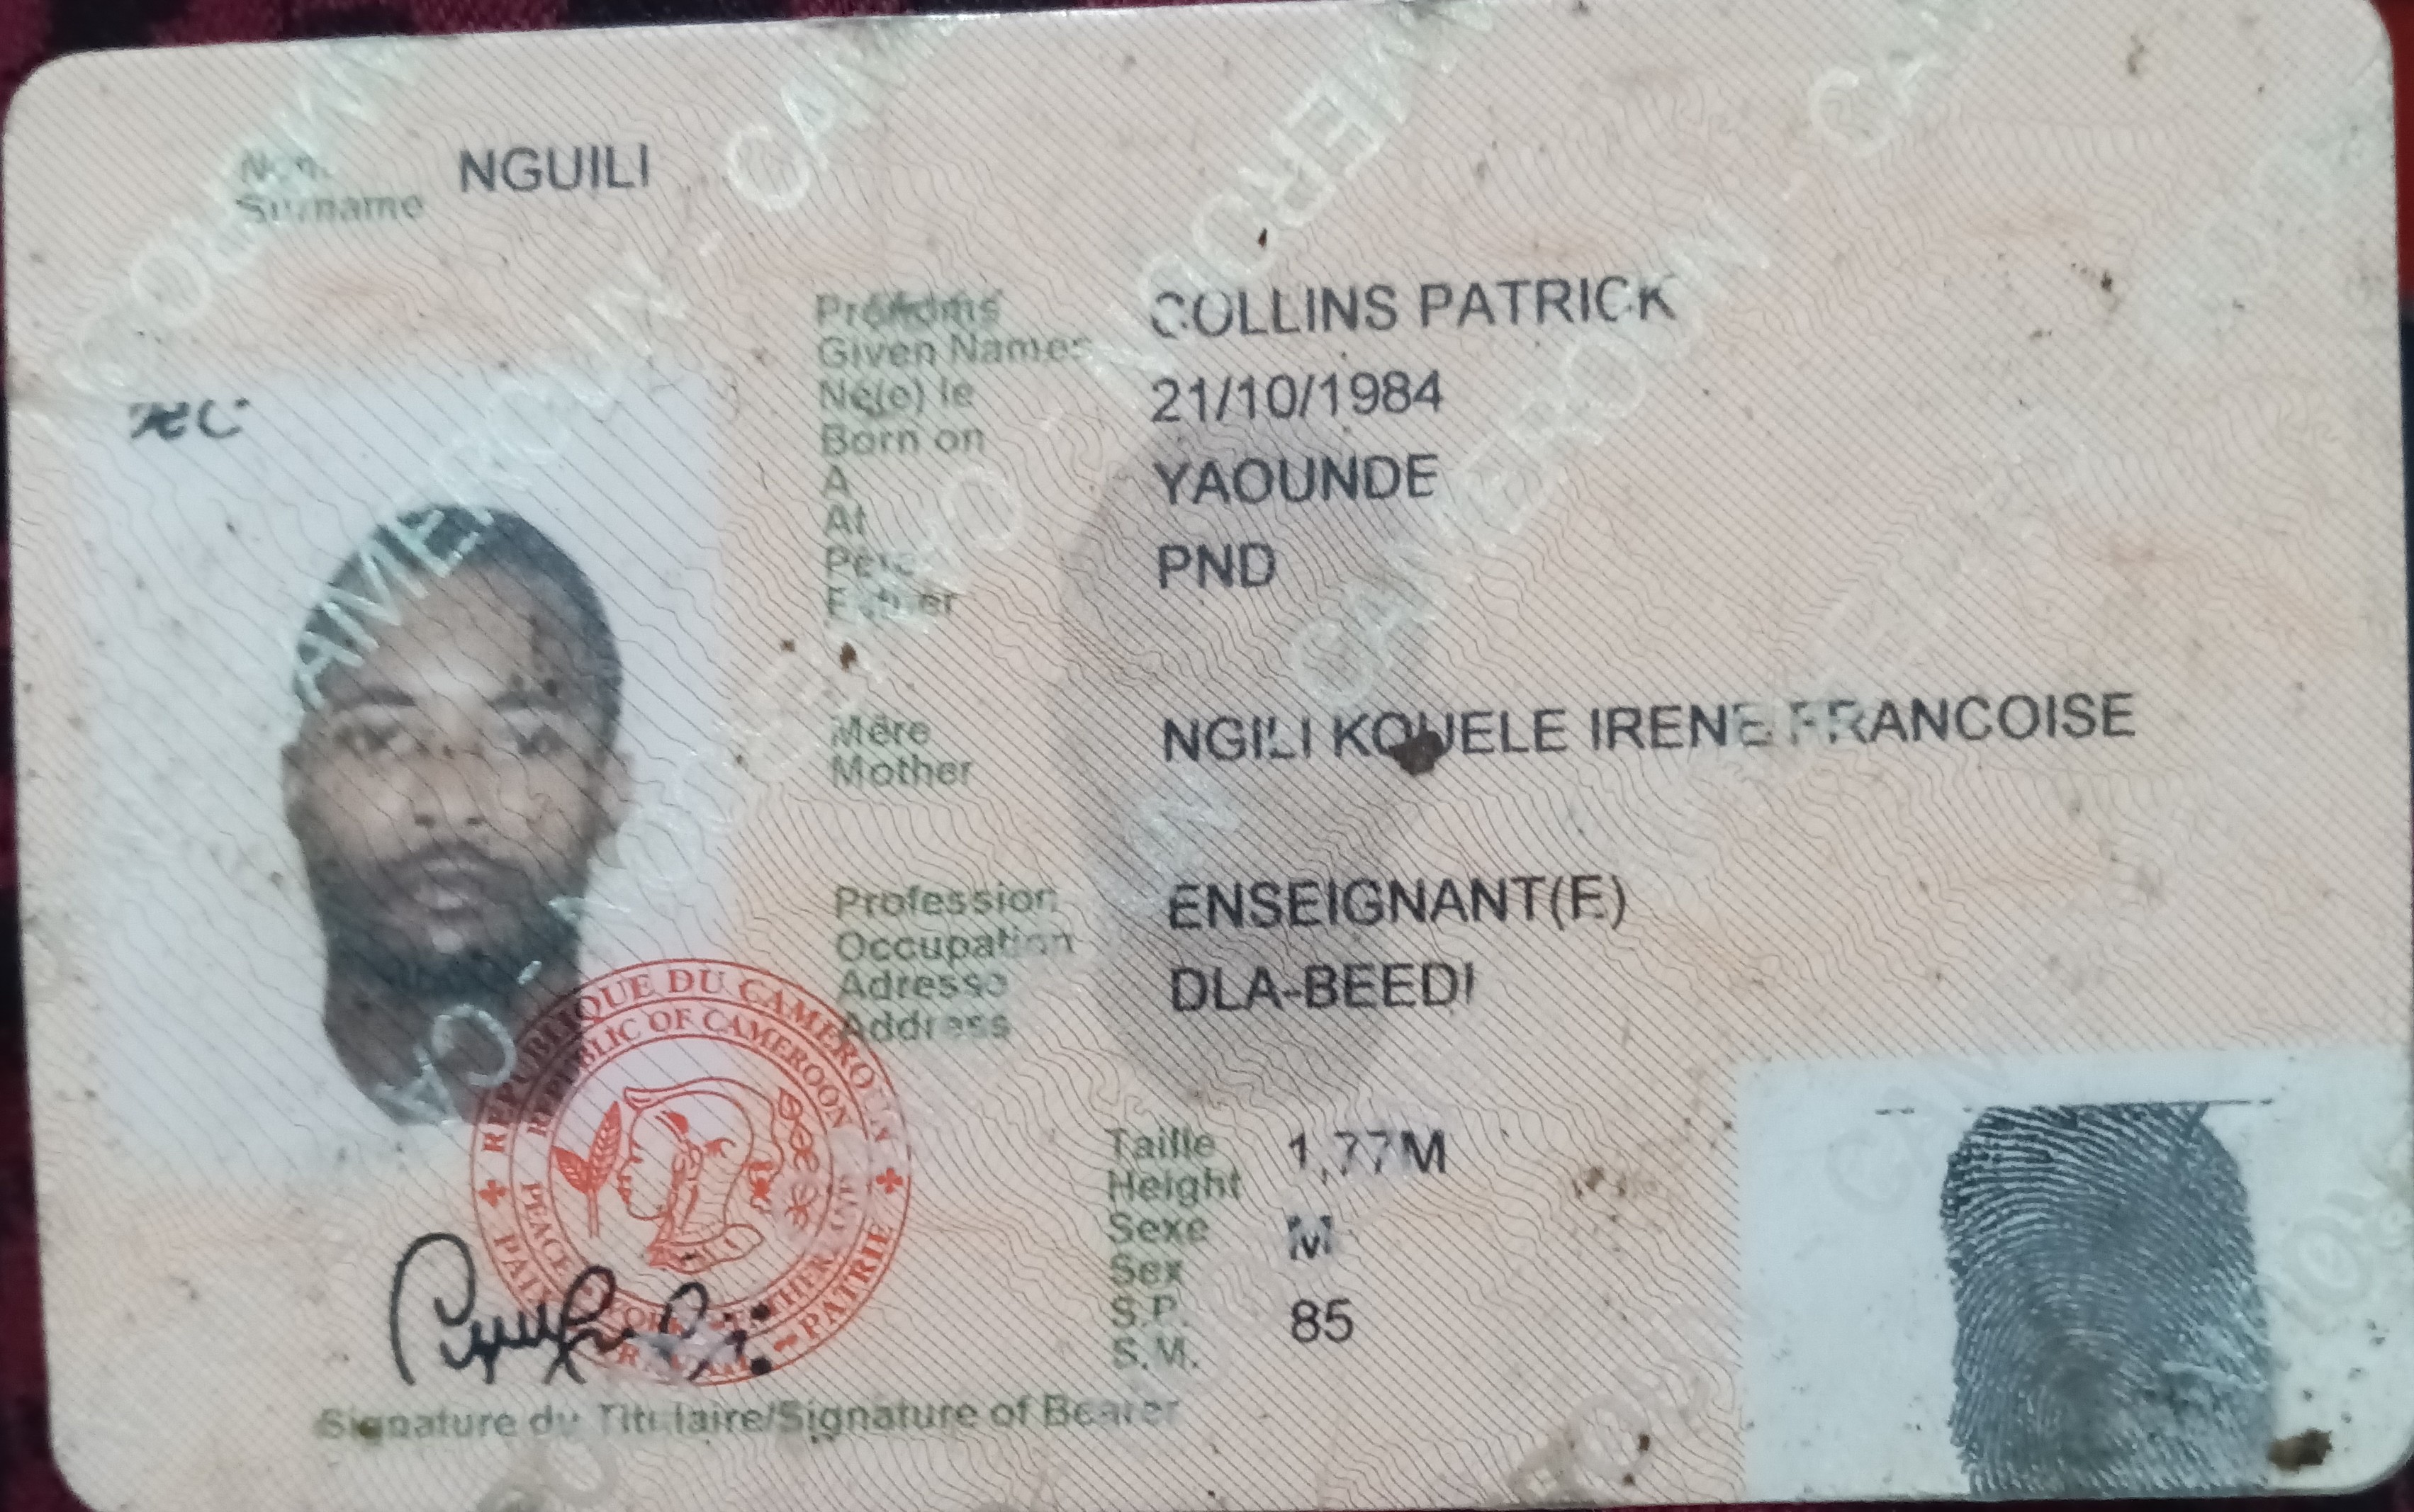 Nom
Surname
NGUILI
Prénoms
Given Names
COLLINS PATRICK
Né(e) le
Born on
21/10/1984
A
At
YAOUNDE
Père
Father
PND
Mère
Mother
NGILI KOUELE IRENE FRANCOISE
Profession
Occupation
ENSEIGNANT(E)
Adresse
Address
DLA-BEEDI
Taille
Height
1,77M
Sexe
Sex
M
S.P.
S.M.
85
REPUBLIQUE DU CAMEROUN
REPUBLIC OF CAMEROON
PEACE WORK FATHERLAND
PAIX TRAVAIL PATRIE
Signature du Titulaire/Signature of Bearer
CAMEROUN - CAMEROON